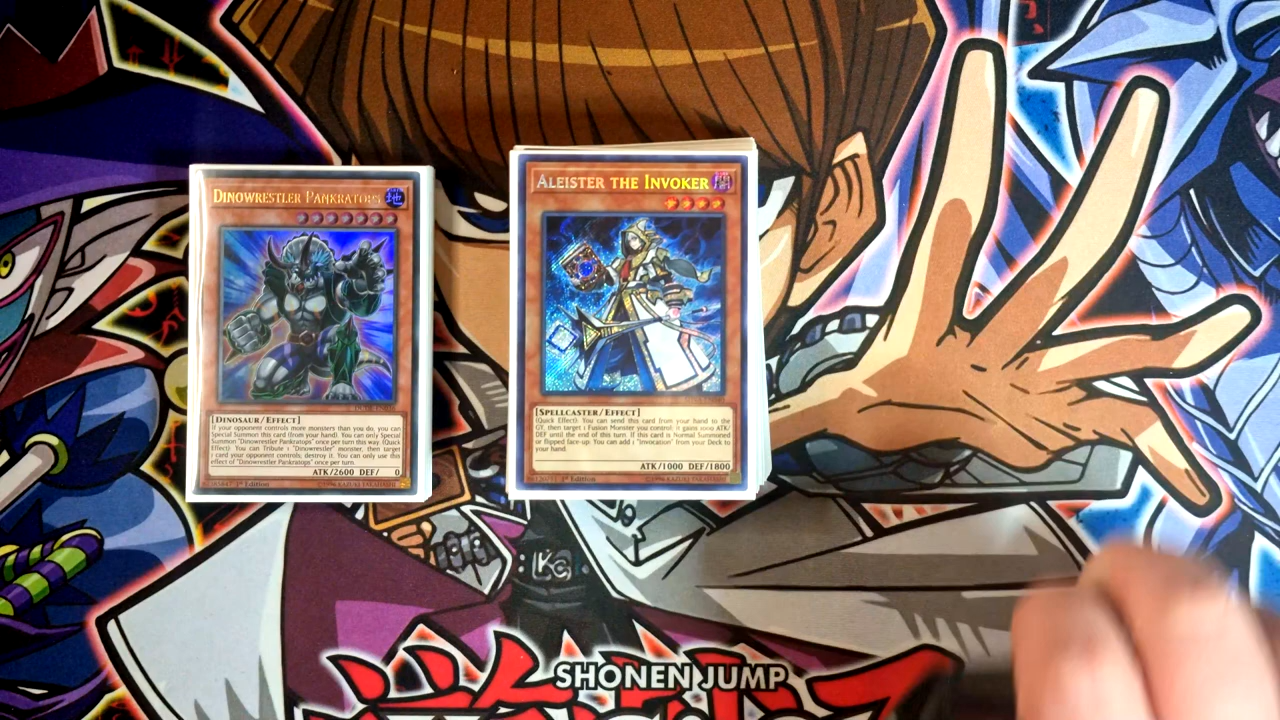 DINOWRESTLER PANKRATOPS
地
[DINOSAUR/EFFECT]
If your opponent controls more monsters than you do, you can
Special Summon this card (from your hand). You can only Special
Summon "Dinowrestler Pankratops" once per turn this way. (Quick
Effect): You can Tribute 1 "Dinowrestler" monster, then target
1 card your opponent controls; destroy it. You can only use this
effect of "Dinowrestler Pankratops" once per turn.
ATK/2600 DEF/ 0
1st Edition
©KAZUKI TAKAHASHI
ALEISTER THE INVOKER
[SPELLCASTER/EFFECT]
(Quick Effect): You can send this card from your hand to the
GY, then target 1 Fusion Monster you control; it gains 1000 ATK/
DEF until the end of this turn. If this card is Normal Summoned
or flipped face-up: You can add 1 "Invocation" from your Deck to
your hand.
ATK/1000 DEF/1800
1st Edition
©KAZUKI TAKAHASHI
KC
SHONEN JUMP